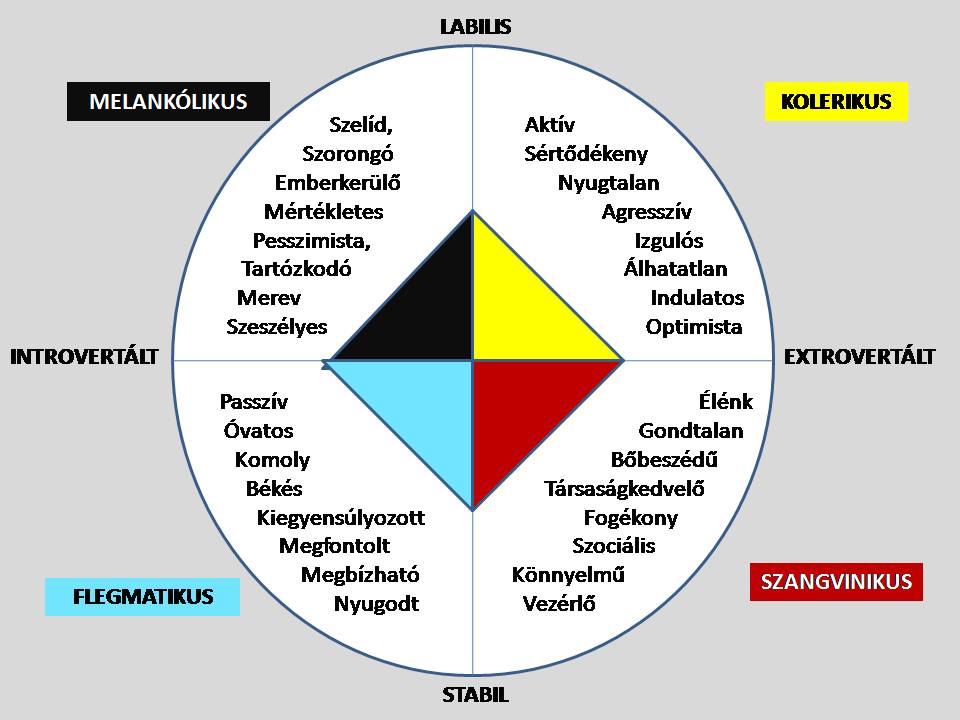 LABILIS
MELANKÓLIKUS
KOLERIKUS
Szelíd,
Szorongó
Emberkerülő
Mértékletes
Pesszimista,
Tartózkodó
Merev
Szeszélyes
Aktív
Sértődékeny
Nyugtalan
Agresszív
Izgulós
Álhatatlan
Indulatos
Optimista
INTROVERTÁLT
EXTROVERTÁLT
Passzív
Óvatos
Komoly
Békés
Kiegyensúlyozott
Megfontolt
Megbízható
Nyugodt
Élénk
Gondtalan
Bőbeszédű
Társaságkedvelő
Fogékony
Szociális
Könnyelmű
Vezérlő
FLEGMATIKUS
SZANGVINIKUS
STABIL